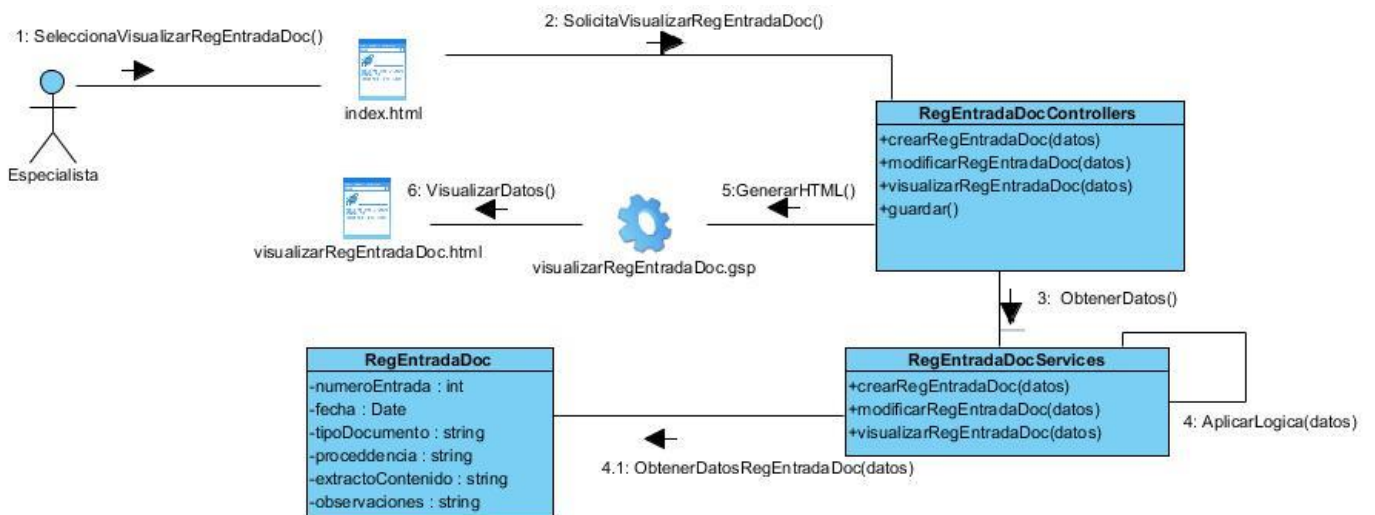 2: SolicitaVisualizarRegEntradaDoc()
1: SeleccionaVisualizarRegEntradaDoc()
index.html
Especialista
RegEntradaDocControllers
+crearRegEntradaDoc(datos)
+modificarRegEntradaDoc(datos)
+visualizarRegEntradaDoc(datos)
+guardar()
6: VisualizarDatos()
5:GenerarHTML()
visualizarRegEntradaDoc.html
visualizarRegEntradaDoc.gsp
3: ObtenerDatos()
RegEntradaDoc
-numeroEntrada : int
-fecha : Date
-tipoDocumento : string
-proceddencia : string
-extractoContenido : string
-observaciones : string
RegEntradaDocServices
+crearRegEntradaDoc(datos)
+modificarRegEntradaDoc(datos)
+visualizarRegEntradaDoc(datos)
4: AplicarLogica(datos)
4.1: ObtenerDatosRegEntradaDoc(datos)